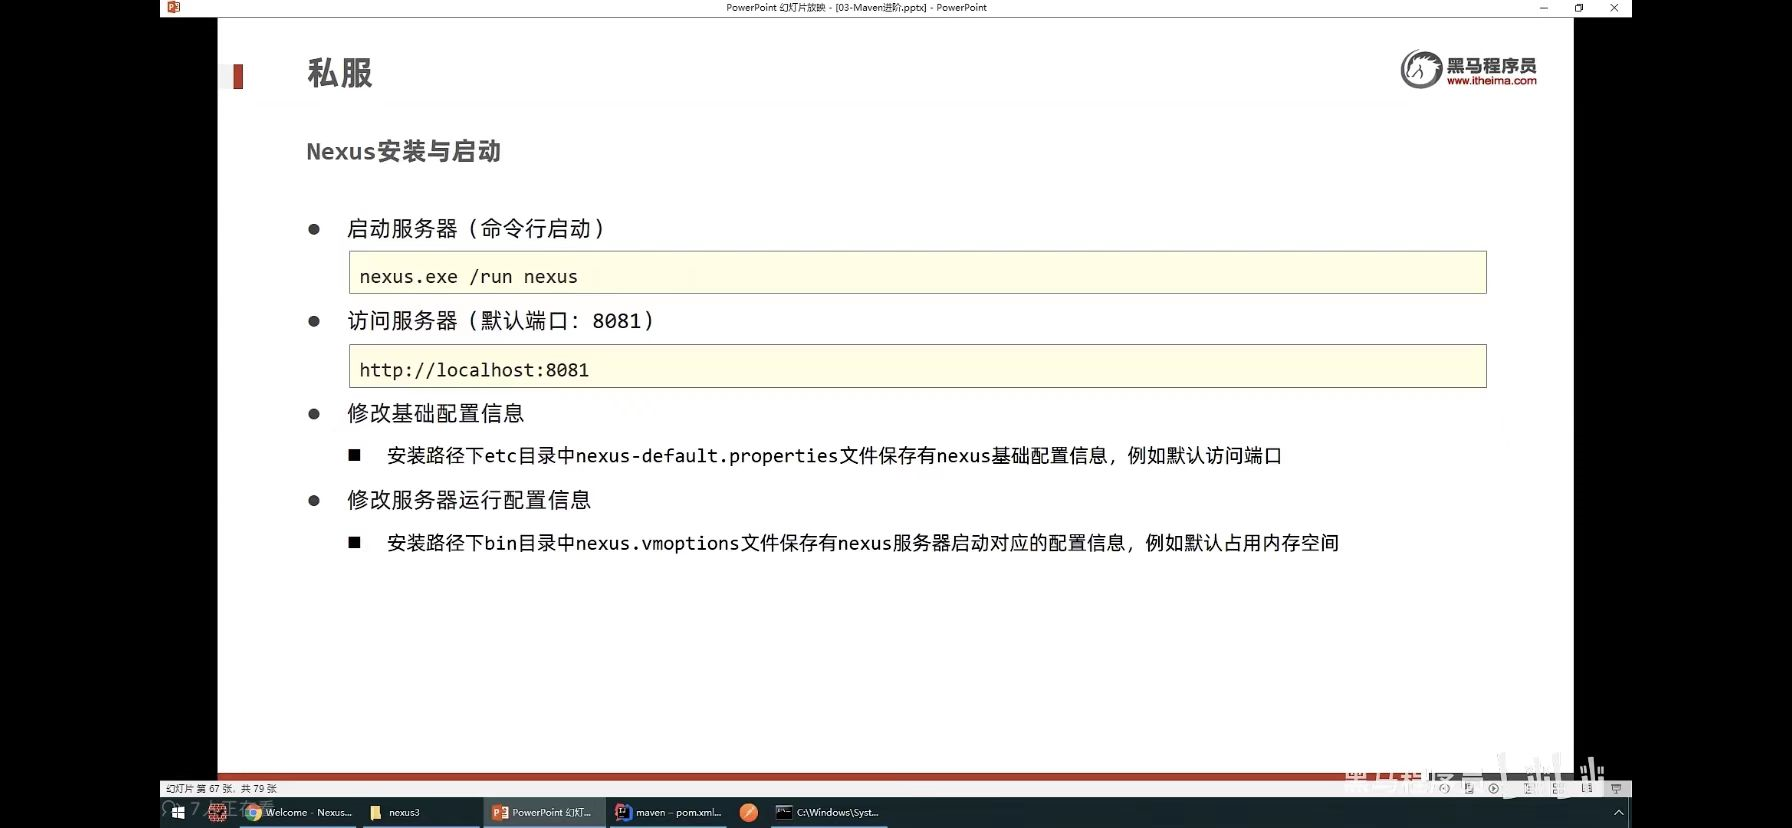 PowerPoint 幻灯片放映 - [03-Maven进阶.pptx] - PowerPoint
私服
黑马程序员
www.itheima.com
Nexus安装与启动
● 启动服务器（命令行启动）
nexus.exe /run nexus
● 访问服务器（默认端口：8081）
http://localhost:8081
● 修改基础配置信息
■ 安装路径下etc目录中nexus-default.properties文件保存有nexus基础配置信息，例如默认访问端口
● 修改服务器运行配置信息
■ 安装路径下bin目录中nexus.vmoptions文件保存有nexus服务器启动对应的配置信息，例如默认占用内存空间
黑马程序员
幻灯片 第 67 张，共 79 张
7人正在看
Welcome - Nexus...
nexus3
PowerPoint 幻灯...
maven – pom.xml...
C:\Windows\Syst...